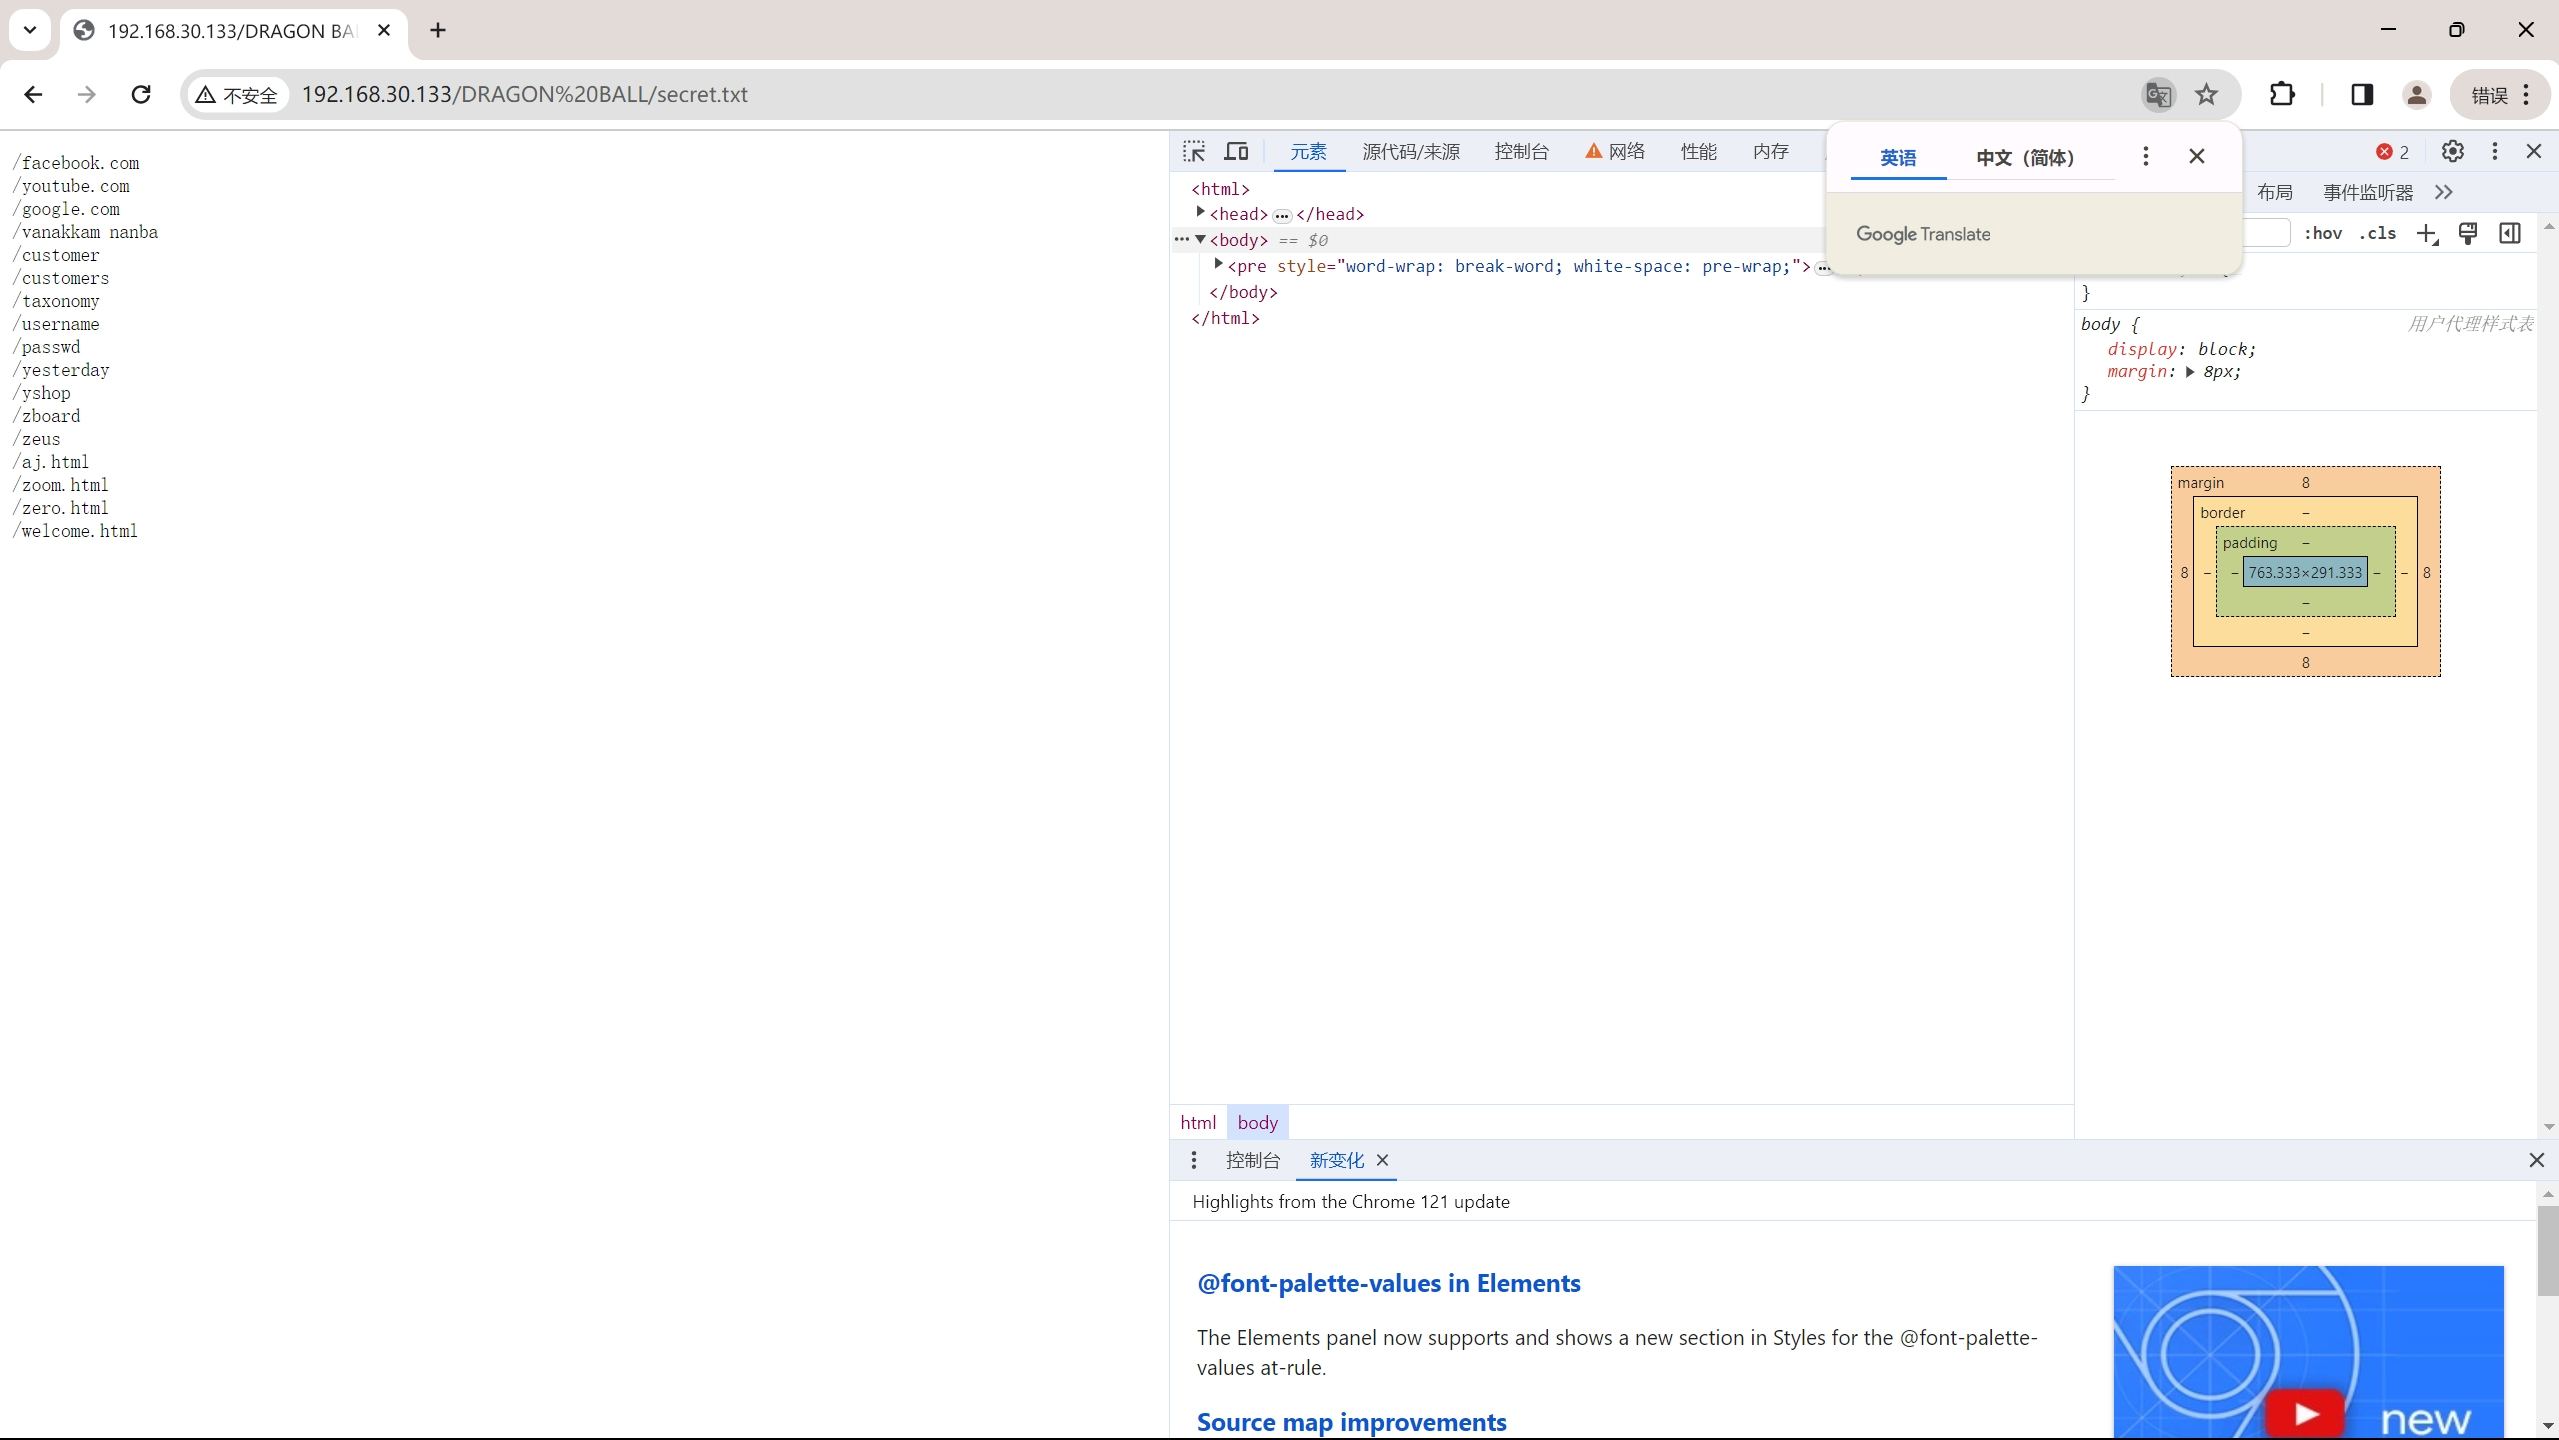 192.168.30.133/DRAGON BA
不安全
192.168.30.133/DRAGON%20BALL/secret.txt
错误
/facebook.com
/youtube.com
/google.com
/vanakkam nanba
/customer
/customers
/taxonomy
/username
/passwd
/yesterday
/yshop
/zboard
/zeus
/aj.html
/zoom.html
/zero.html
/welcome.html
元素 源代码/来源 控制台 网络 性能 内存
2
英语 中文（简体）
Google Translate
<html>
<head> … </head>
<body> == $0
<pre style="word-wrap: break-word; white-space: pre-wrap;">
</body>
</html>
布局 事件监听器
:hov .cls
}
body { 用户代理样式表
display: block;
margin: 8px;
}
margin 8
border –
padding –
8 – – 763.333×291.333 – – 8
–
–
8
html body
控制台 新变化
Highlights from the Chrome 121 update
@font-palette-values in Elements
The Elements panel now supports and shows a new section in Styles for the @font-palette-
values at-rule.
Source map improvements
new